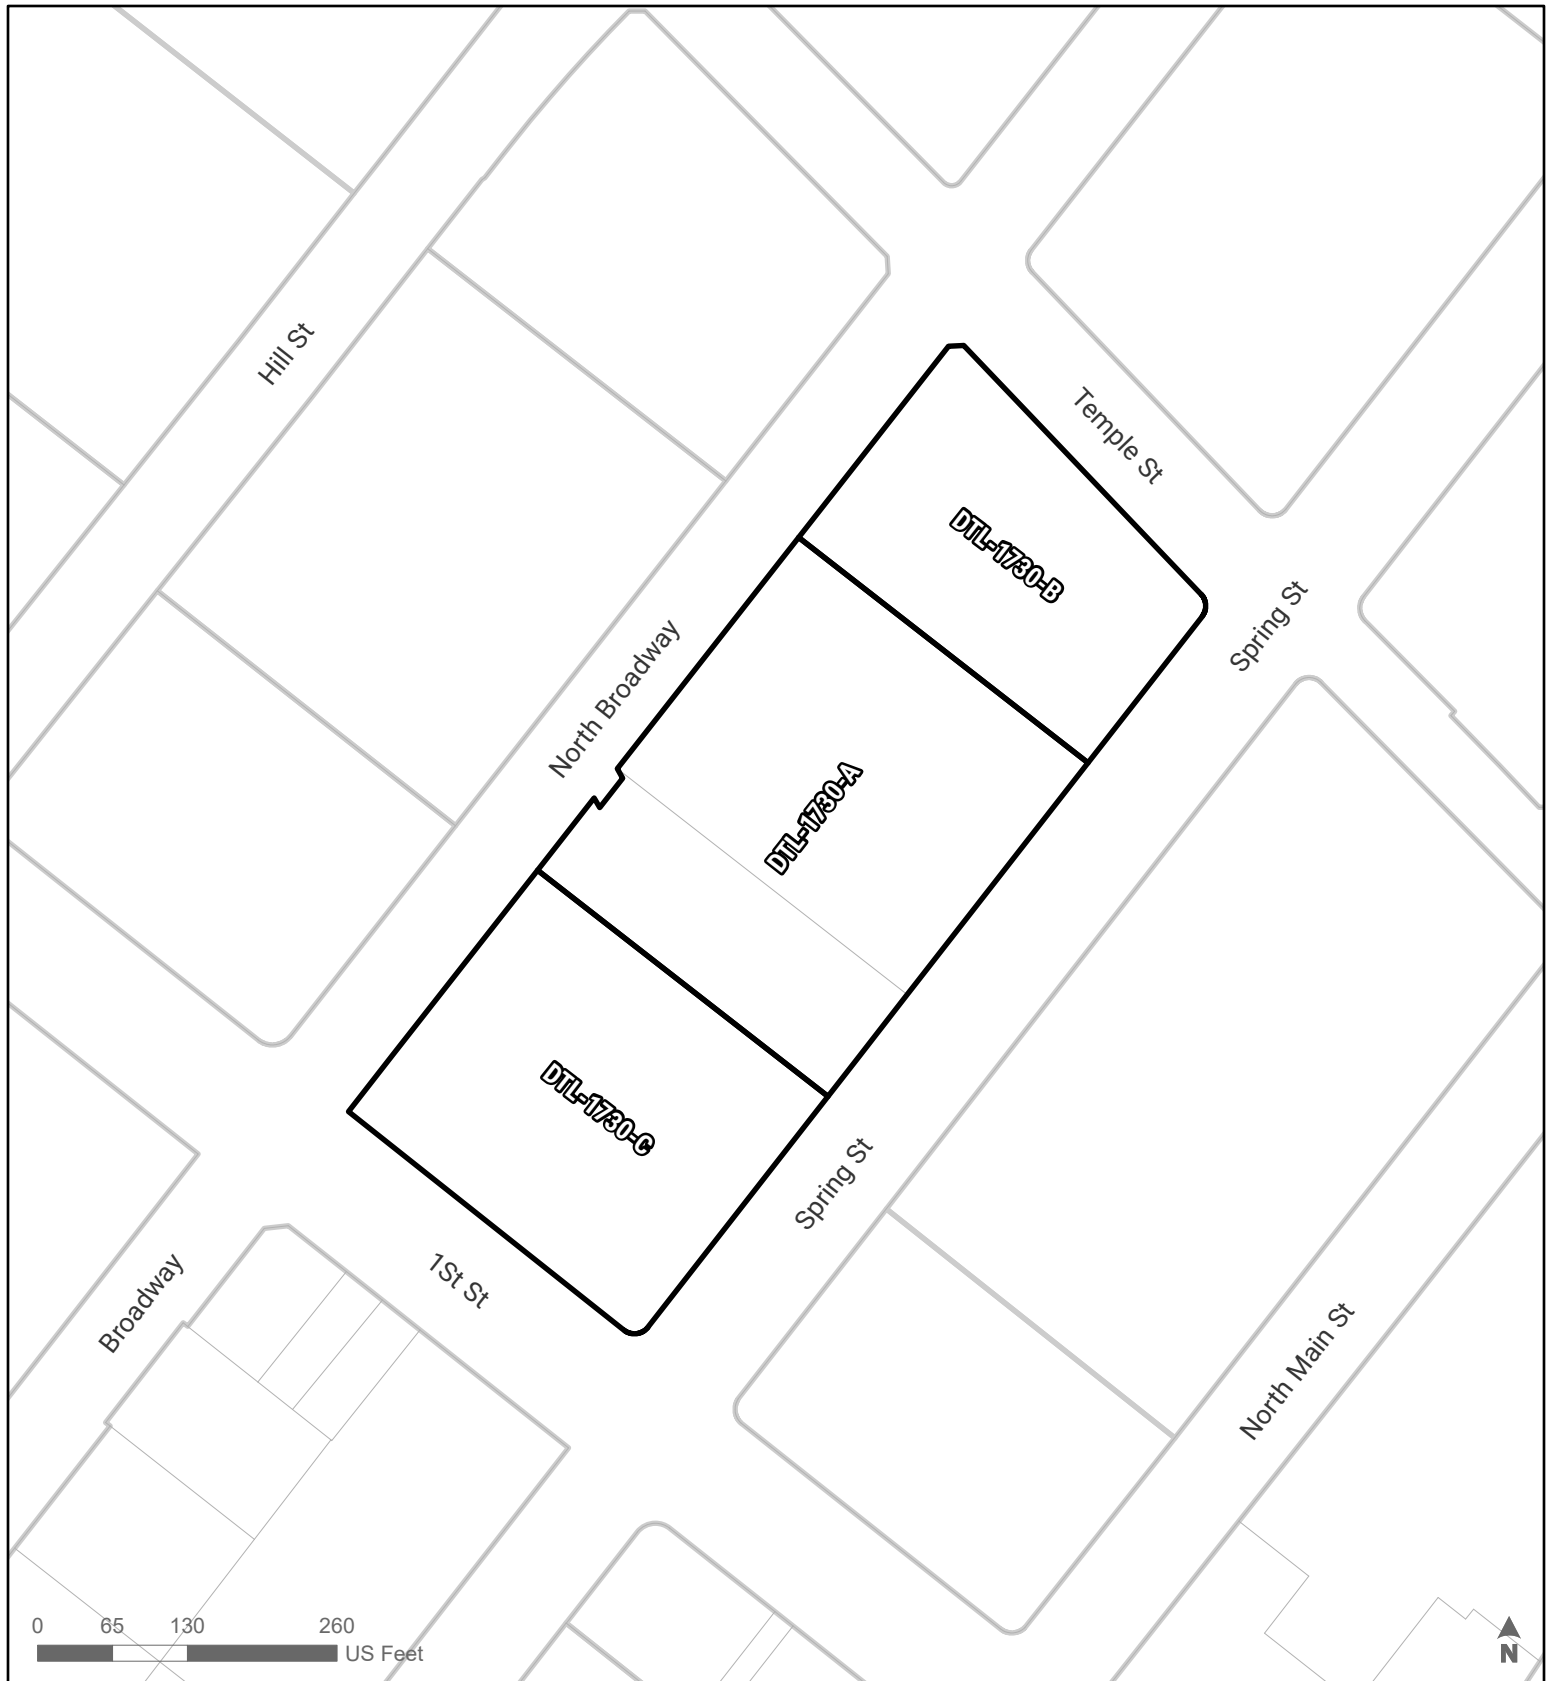 Hill St
Temple St
DTL-1730-B
Spring St
North Broadway
DTL-1730-A
DTL-1730-C
Spring St
1St St
Broadway
North Main St
0 65 130 260
US Feet
N